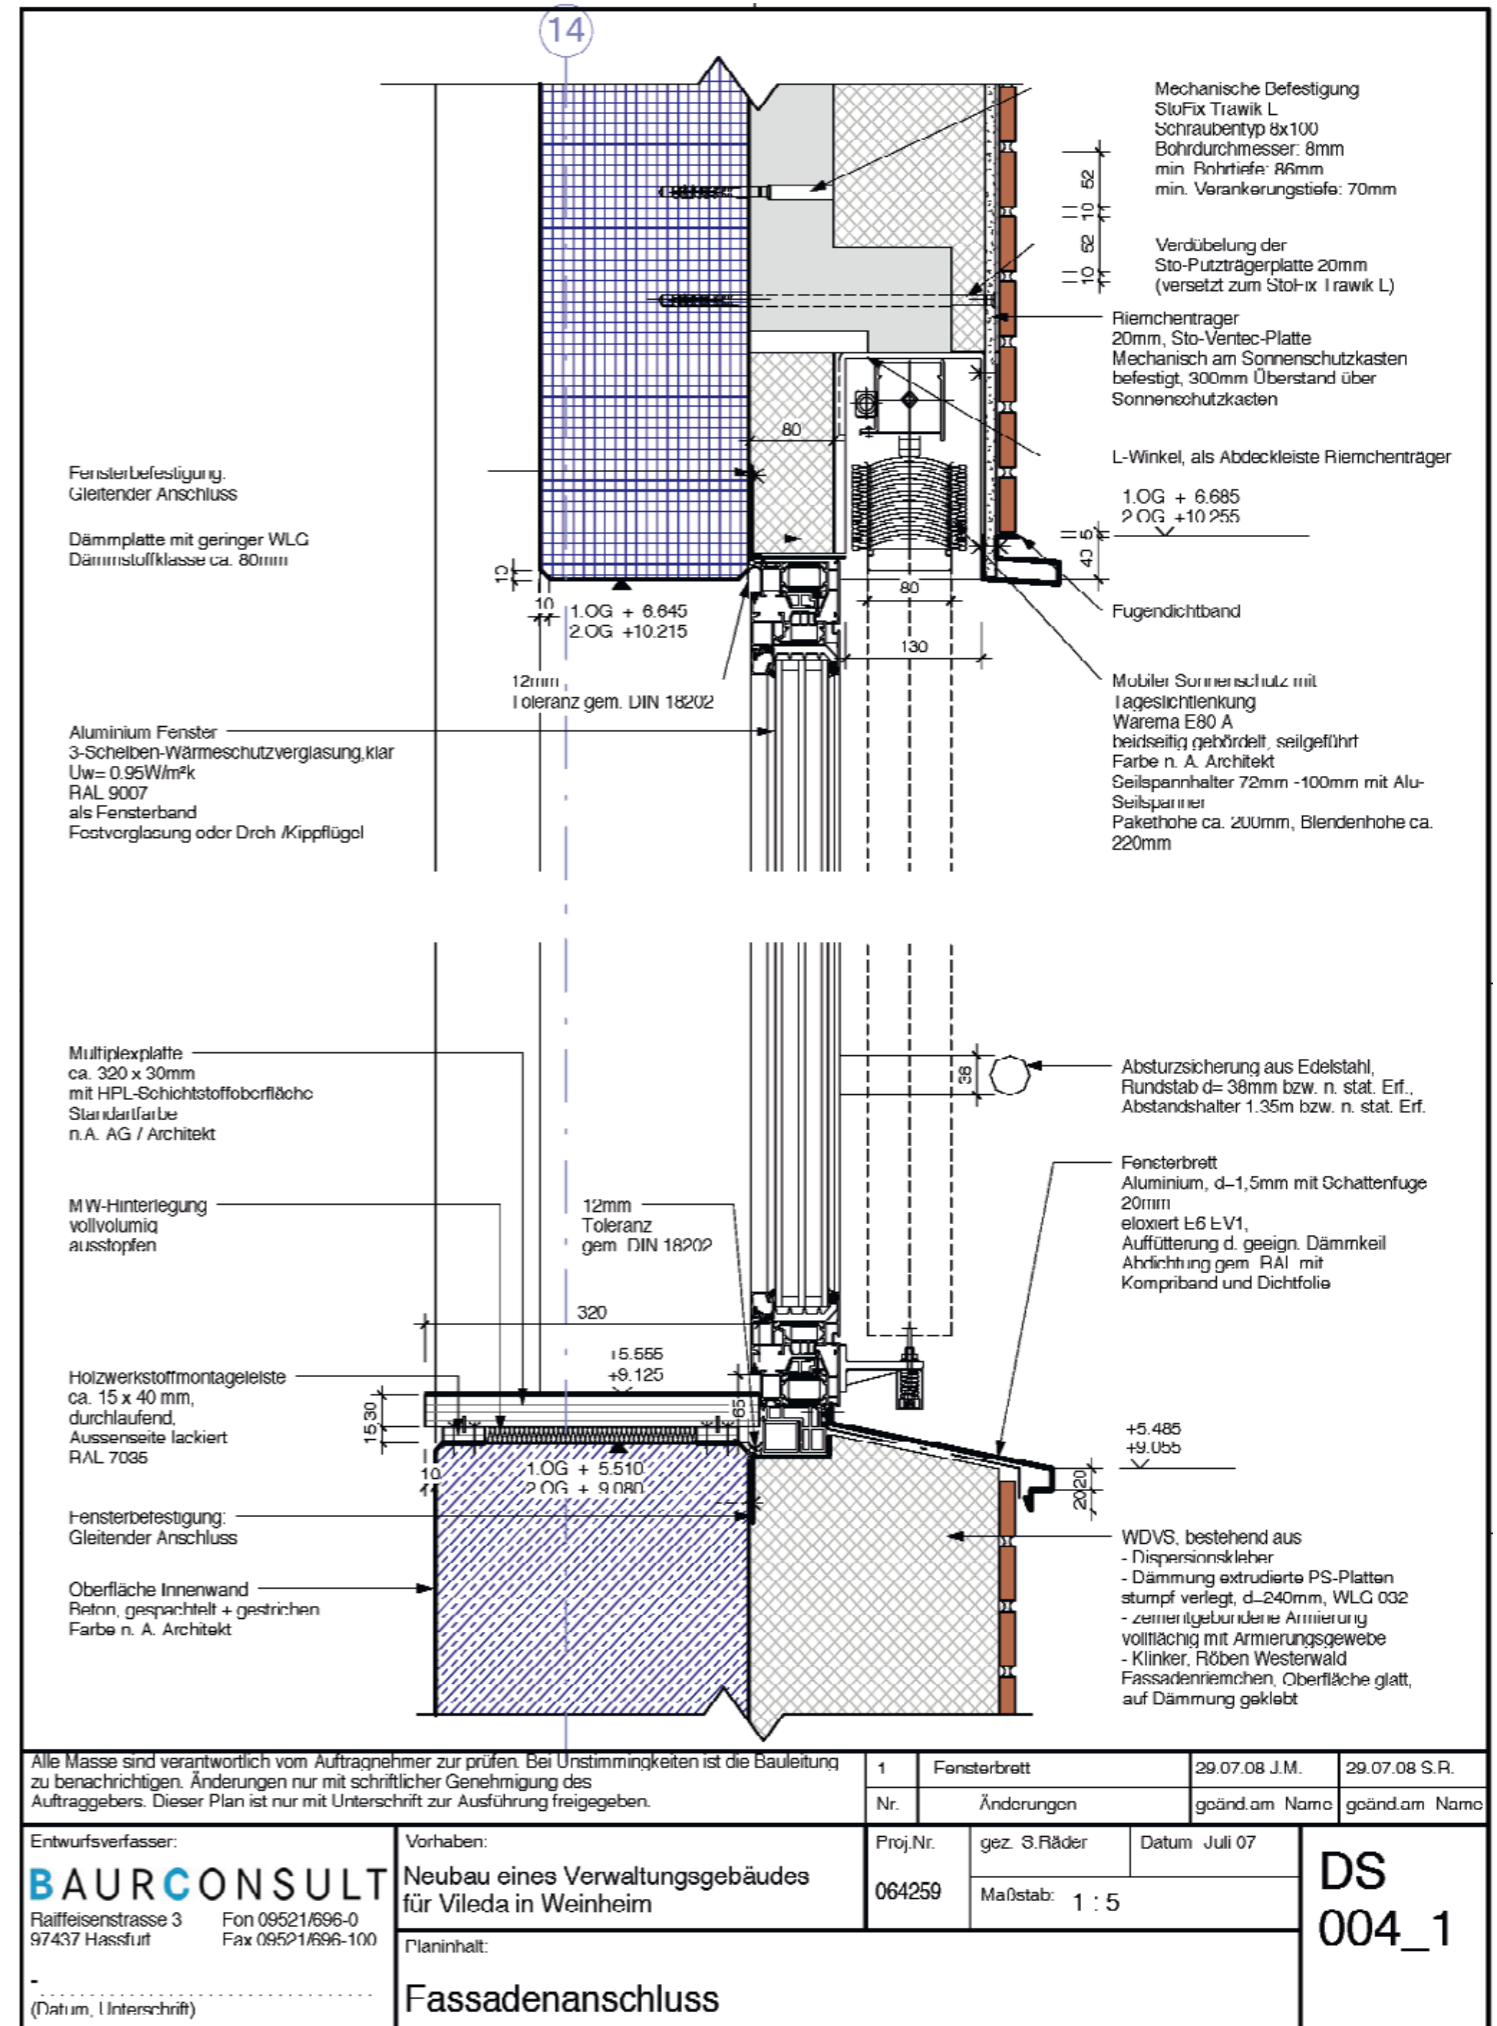 14
Mechanische Befestigung
StoFix Trawik L
Schraubentyp 8x100
Bohrdurchmesser: 8mm
min. Bohrtiefe: 86mm
min. Verankerungstiefe: 70mm
52
10
52
10
Verdübelung der
Sto-Putzträgerplatte 20mm
(versetzt zum StoFix Trawik L)
Riemchenträger
20mm, Sto-Ventec-Platte
Mechanisch am Sonnenschutzkasten
befestigt, 300mm Überstand über
Sonnenschutzkasten
80
L-Winkel, als Abdeckleiste Riemchenträger
Fensterbefestigung:
Gleitender Anschluss
1.OG + 6.685
2.OG +10.255
5
40
Dämmplatte mit geringer WLG
Dämmstoffklasse ca. 80mm
10
10
1.OG + 6.645
2.OG +10.215
80
Fugendichtband
130
12mm
Toleranz gem. DIN 18202
Mobiler Sonnenschutz mit
Tageslichtlenkung
Warema E80 A
beidseitig gebördelt, seilgeführt
Farbe n. A. Architekt
Seilspannhalter 72mm -100mm mit Alu-
Seilspanner
Pakethöhe ca. 200mm, Blendenhöhe ca.
220mm
Aluminium Fenster
3-Scheiben-Wärmeschutzverglasung,klar
Uw= 0.95W/m²k
RAL 9007
als Fensterband
Festverglasung oder Dreh /Kippflügel
Multiplexplatte
ca. 320 x 30mm
mit HPL-Schichtstoffoberfläche
Standartfarbe
n.A. AG / Architekt
38
Absturzsicherung aus Edelstahl,
Rundstab d= 38mm bzw. n. stat. Erf.,
Abstandshalter 1.35m bzw. n. stat. Erf.
Fensterbrett
Aluminium, d=1,5mm mit Schattenfuge
20mm
eloxiert E6 EV1,
Auffütterung d. geeign. Dämmkeil
Abdichtung gem. RAL mit
Kompriband und Dichtfolie
MW-Hinterlegung
vollvolumig
ausstopfen
12mm
Toleranz
gem. DIN 18202
320
+5.555
+9.125
Holzwerkstoffmontageleiste
ca. 15 x 40 mm,
durchlaufend,
Aussenseite lackiert
RAL 7035
15 30
65
10
+5.485
+9.055
1.OG + 5.510
2.OG + 9.080
20 20
Fensterbefestigung:
Gleitender Anschluss
WDVS, bestehend aus
- Dispersionskleber
- Dämmung extrudierte PS-Platten
stumpf verlegt, d=240mm, WLG 032
- zementgebundene Armierung
vollflächig mit Armierungsgewebe
- Klinker, Röben Westerwald
Fassadenriemchen, Oberfläche glatt,
auf Dämmung geklebt
Oberfläche Innenwand
Beton, gespachtelt + gestrichen
Farbe n. A. Architekt
Alle Masse sind verantwortlich vom Auftragnehmer zur prüfen. Bei Unstimmingkeiten ist die Bauleitung
zu benachrichtigen. Änderungen nur mit schriftlicher Genehmigung des
Auftraggebers. Dieser Plan ist nur mit Unterschrift zur Ausführung freigegeben.
1 Fensterbrett 29.07.08 J.M. 29.07.08 S.R.
Nr. Änderungen geänd.am Name geänd.am Name
Entwurfsverfasser:
BAURCONSULT
Raiffeisenstrasse 3 Fon 09521/696-0
97437 Hassfurt Fax 09521/696-100
-
(Datum, Unterschrift)
Vorhaben:
Neubau eines Verwaltungsgebäudes
für Vileda in Weinheim
Proj.Nr.
064259
gez. S.Räder
Datum Juli 07
Maßstab: 1 : 5
Planinhalt:
Fassadenanschluss
DS
004_1